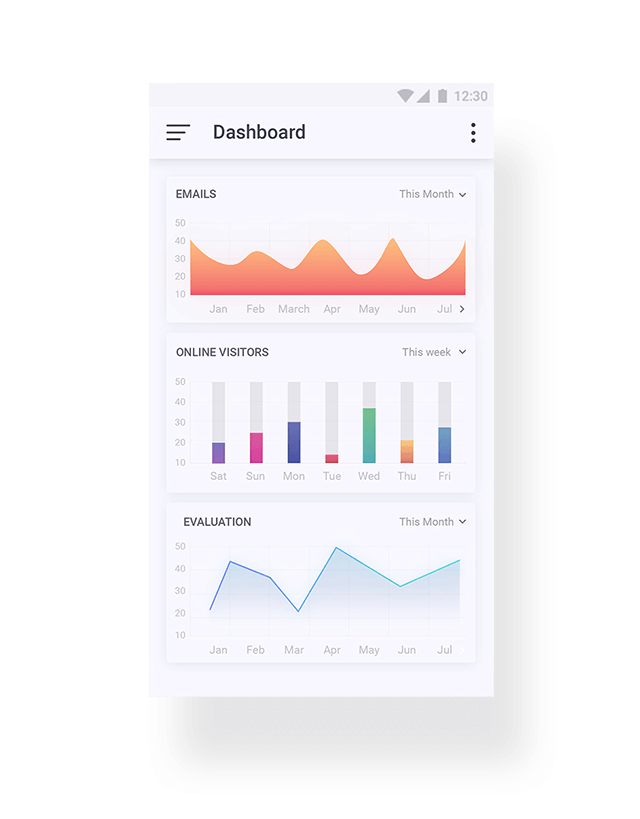 12:30
Dashboard
EMAILS This Month
50
40
30
20
10
Jan Feb March Apr May Jun Jul
ONLINE VISITORS This week
50
40
30
20
10
Sat Sun Mon Tue Wed Thu Fri
EVALUATION This Month
50
40
30
20
10
Jan Feb Mar Apr May Jun Jul